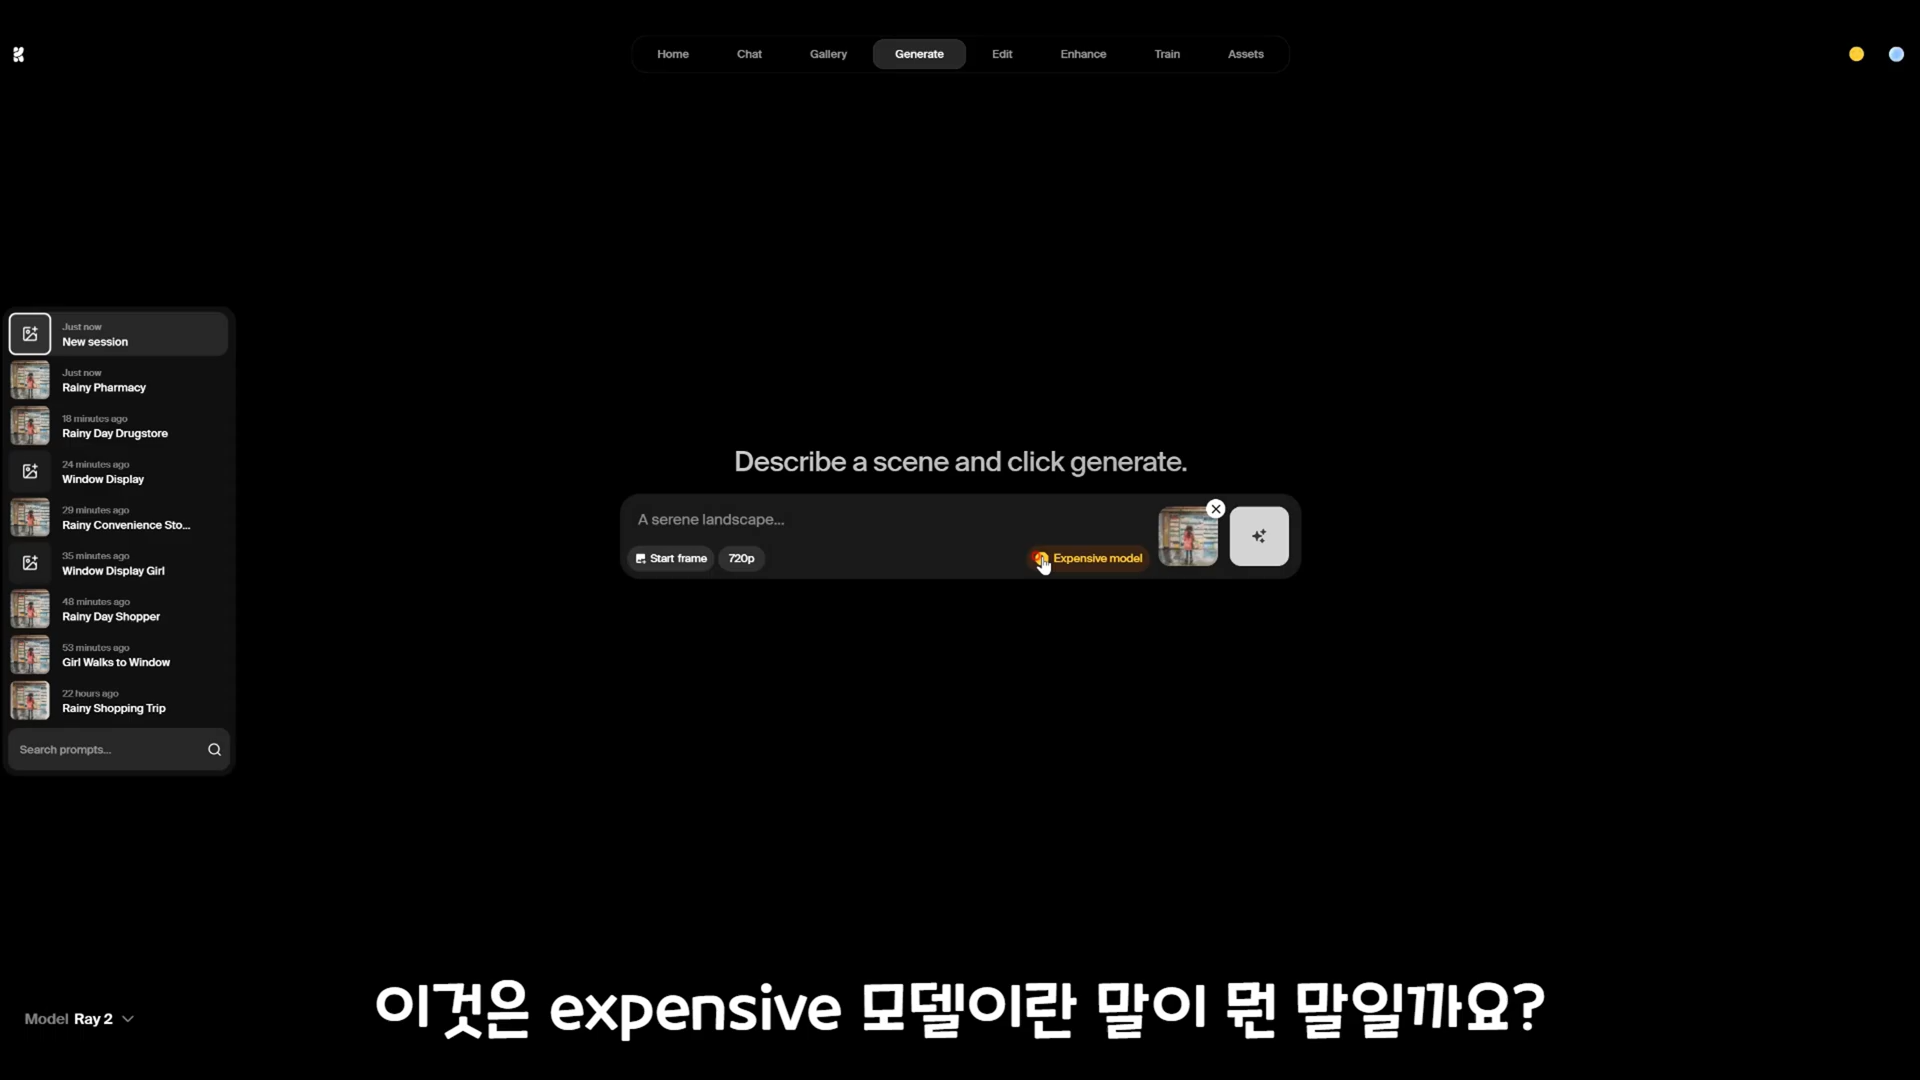 Home
Chat
Gallery
Generate
Edit
Enhance
Train
Assets
Just now
New session
Just now
Rainy Pharmacy
18 minutes ago
Rainy Day Drugstore
24 minutes ago
Window Display
29 minutes ago
Rainy Convenience Sto...
35 minutes ago
Window Display Girl
48 minutes ago
Rainy Day Shopper
53 minutes ago
Girl Walks to Window
22 hours ago
Rainy Shopping Trip
Search prompts...
Describe a scene and click generate.
A serene landscape...
Start frame
720p
Expensive model
Model Ray 2
이것은 expensive 모델이란 말이 뭔 말일까요?